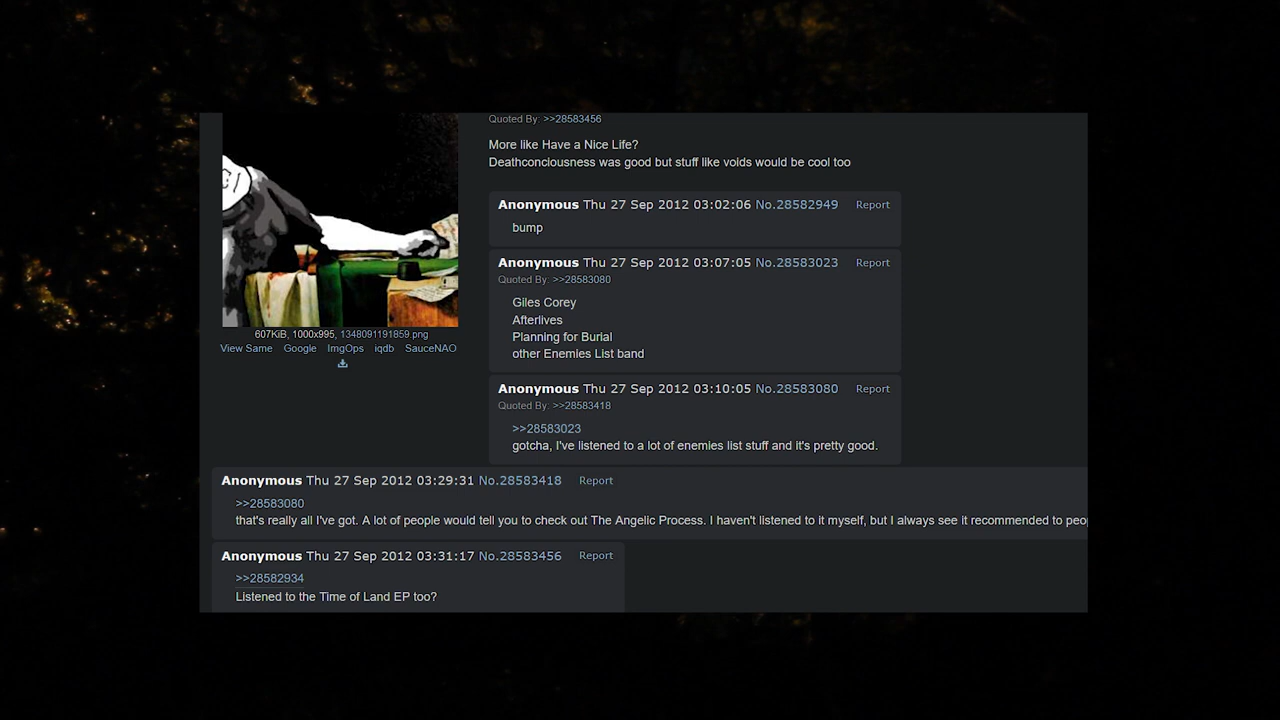 Quoted By: >>28583456
More like Have a Nice Life?
Deathconciousness was good but stuff like voids would be cool too
Anonymous Thu 27 Sep 2012 03:02:06 No.28582949 Report
bump
Anonymous Thu 27 Sep 2012 03:07:05 No.28583023 Report
Quoted By: >>28583080
Giles Corey
Afterlives
Planning for Burial
other Enemies List band
607KiB, 1000x995, 1348091191859.png
View Same Google ImgOps iqdb SauceNAO
Anonymous Thu 27 Sep 2012 03:10:05 No.28583080 Report
Quoted By: >>28583418
>>28583023
gotcha, I've listened to a lot of enemies list stuff and it's pretty good.
Anonymous Thu 27 Sep 2012 03:29:31 No.28583418 Report
>>28583080
that's really all I've got. A lot of people would tell you to check out The Angelic Process. I haven't listened to it myself, but I always see it recommended to peo
Anonymous Thu 27 Sep 2012 03:31:17 No.28583456 Report
>>28582934
Listened to the Time of Land EP too?